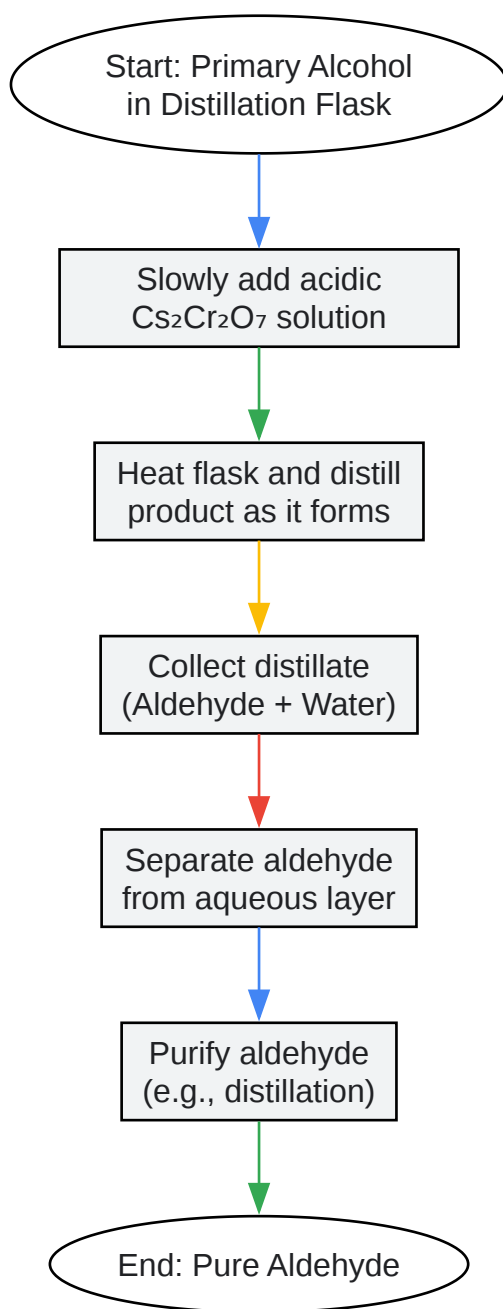 Start: Primary Alcohol
in Distillation Flask
Slowly add acidic
Cs₂Cr₂O₇ solution
Heat flask and distill
product as it forms
Collect distillate
(Aldehyde + Water)
Separate aldehyde
from aqueous layer
Purify aldehyde
(e.g., distillation)
End: Pure Aldehyde